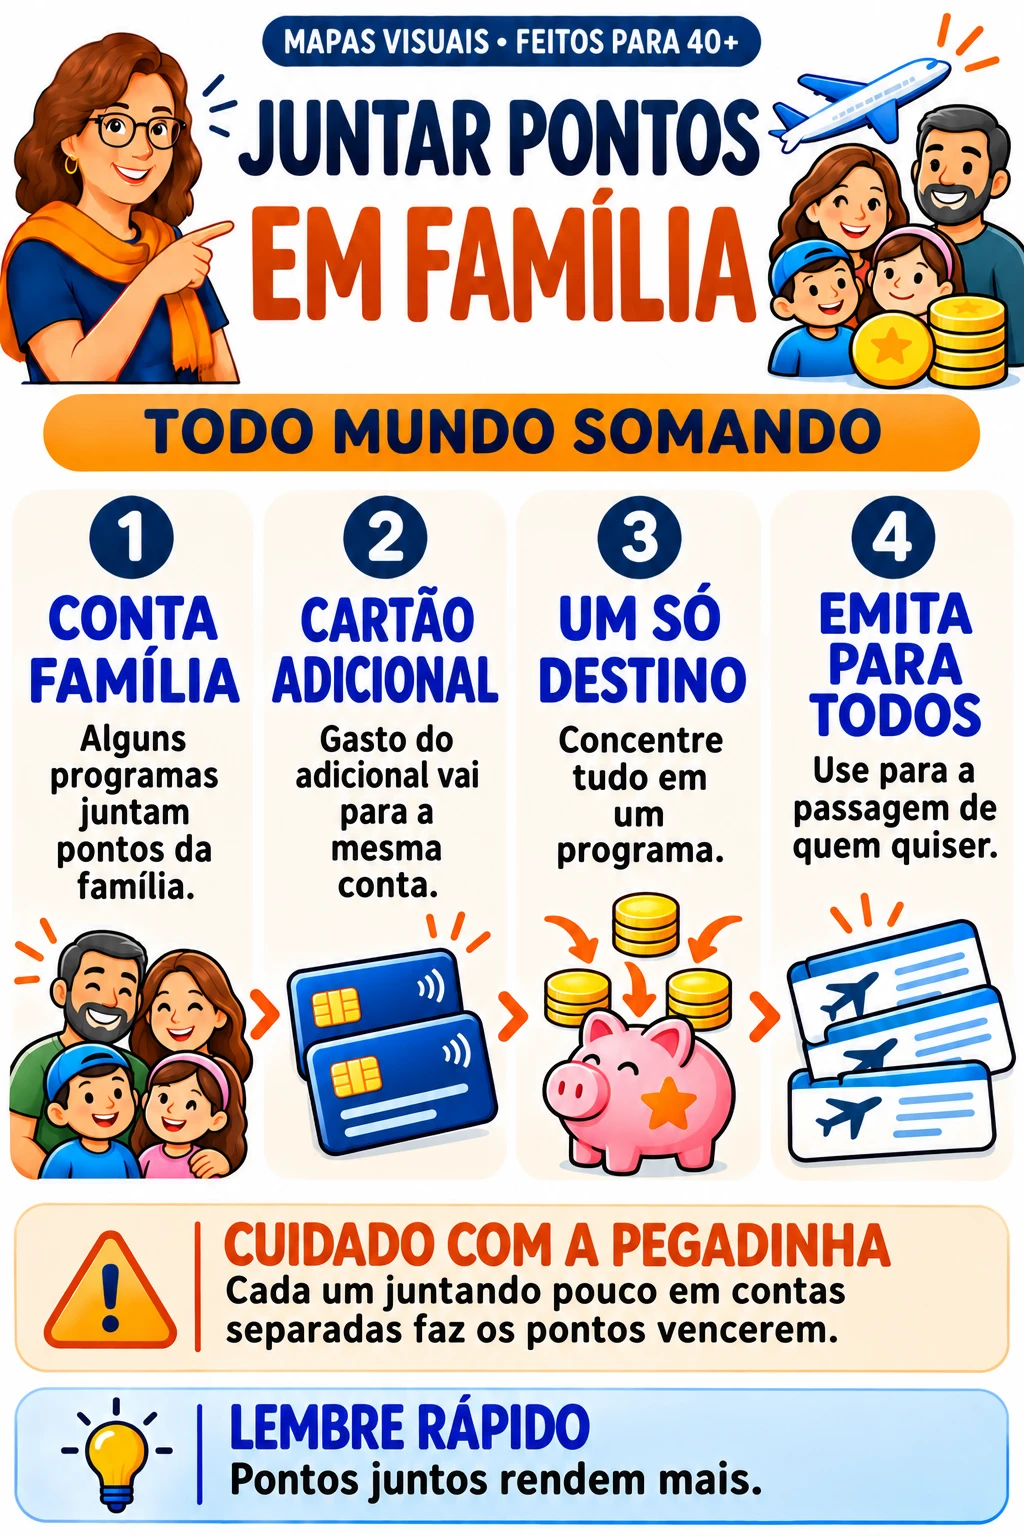 MAPAS VISUAIS • FEITOS PARA 40+
JUNTAR PONTOS
EM FAMÍLIA
TODO MUNDO SOMANDO
1
CONTA
FAMÍLIA
Alguns
programas
juntam
pontos da
família.
2
CARTÃO
ADICIONAL
Gasto do
adicional vai
para a
mesma
conta.
3
UM SÓ
DESTINO
Concentre
tudo em
um
programa.
4
EMITA
PARA
TODOS
Use para a
passagem de
quem quiser.
CUIDADO COM A PEGADINHA
Cada um juntando pouco em contas
separadas faz os pontos vencerem.
LEMBRE RÁPIDO
Pontos juntos rendem mais.